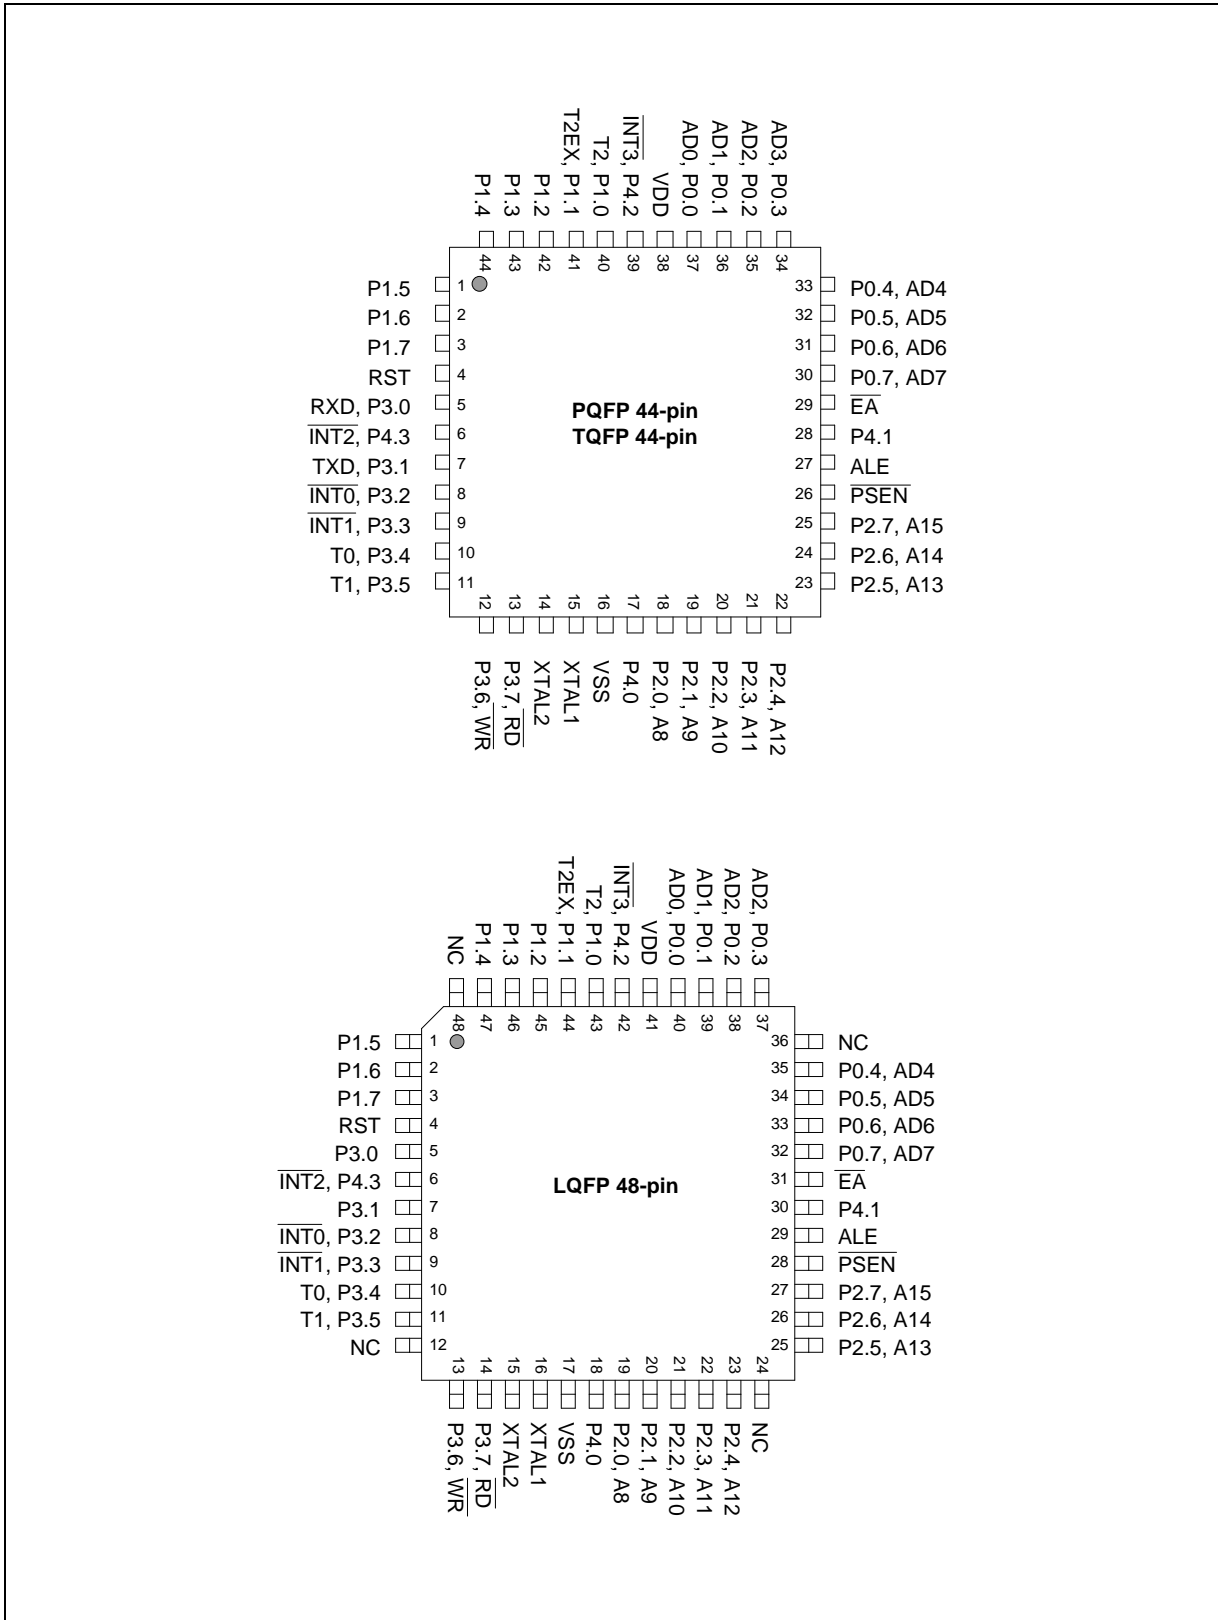 T2EX, P1.1
T2, P1.0
INT3, P4.2
VDD
AD0, P0.0
AD1, P0.1
AD2, P0.2
AD3, P0.3
P1.4
P1.3
P1.2
44
43
42
41
40
39
38
37
36
35
34
P1.5 1 33 P0.4, AD4
P1.6 2 32 P0.5, AD5
P1.7 3 31 P0.6, AD6
RST 4 30 P0.7, AD7
RXD, P3.0 5 29 EA
INT2, P4.3 6 28 P4.1
TXD, P3.1 7 27 ALE
INT0, P3.2 8 26 PSEN
INT1, P3.3 9 25 P2.7, A15
T0, P3.4 10 24 P2.6, A14
T1, P3.5 11 23 P2.5, A13
PQFP 44-pin
TQFP 44-pin
12
13
14
15
16
17
18
19
20
21
22
P3.6, WR
P3.7, RD
XTAL2
XTAL1
VSS
P4.0
P2.0, A8
P2.1, A9
P2.2, A10
P2.3, A11
P2.4, A12
NC
P1.4
P1.3
P1.2
T2EX, P1.1
T2, P1.0
INT3, P4.2
VDD
AD0, P0.0
AD1, P0.1
AD2, P0.2
AD2, P0.3
48
47
46
45
44
43
42
41
40
39
38
37
P1.5 1 36 NC
P1.6 2 35 P0.4, AD4
P1.7 3 34 P0.5, AD5
RST 4 33 P0.6, AD6
P3.0 5 32 P0.7, AD7
INT2, P4.3 6 31 EA
P3.1 7 30 P4.1
INT0, P3.2 8 29 ALE
INT1, P3.3 9 28 PSEN
T0, P3.4 10 27 P2.7, A15
T1, P3.5 11 26 P2.6, A14
NC 12 25 P2.5, A13
LQFP 48-pin
13
14
15
16
17
18
19
20
21
22
23
24
P3.6, WR
P3.7, RD
XTAL2
XTAL1
VSS
P4.0
P2.0, A8
P2.1, A9
P2.2, A10
P2.3, A11
P2.4, A12
NC